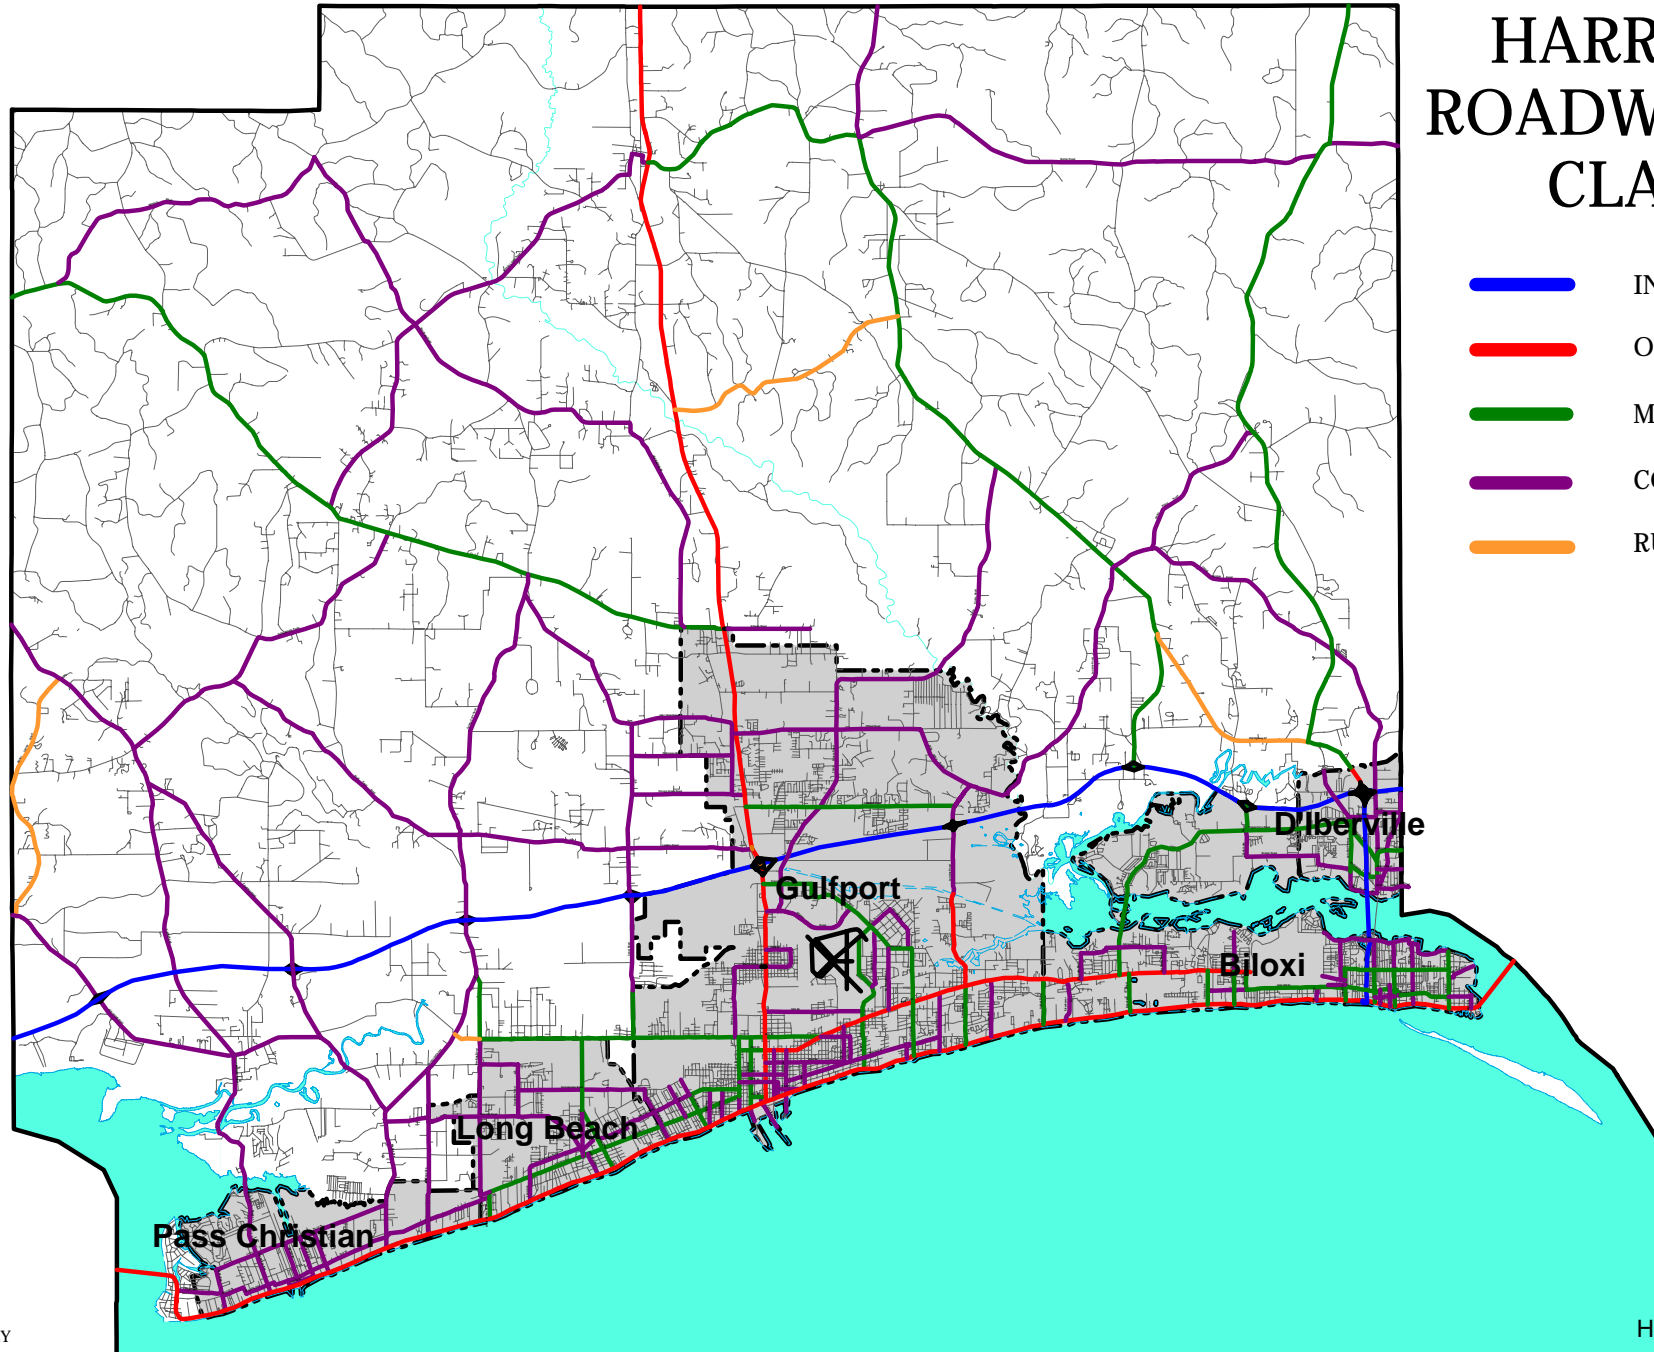 HARR
ROADW
CLA
IN
O
M
CO
RU
D'Iberville
Gulfport
Biloxi
Long Beach
Pass Christian
Y
H